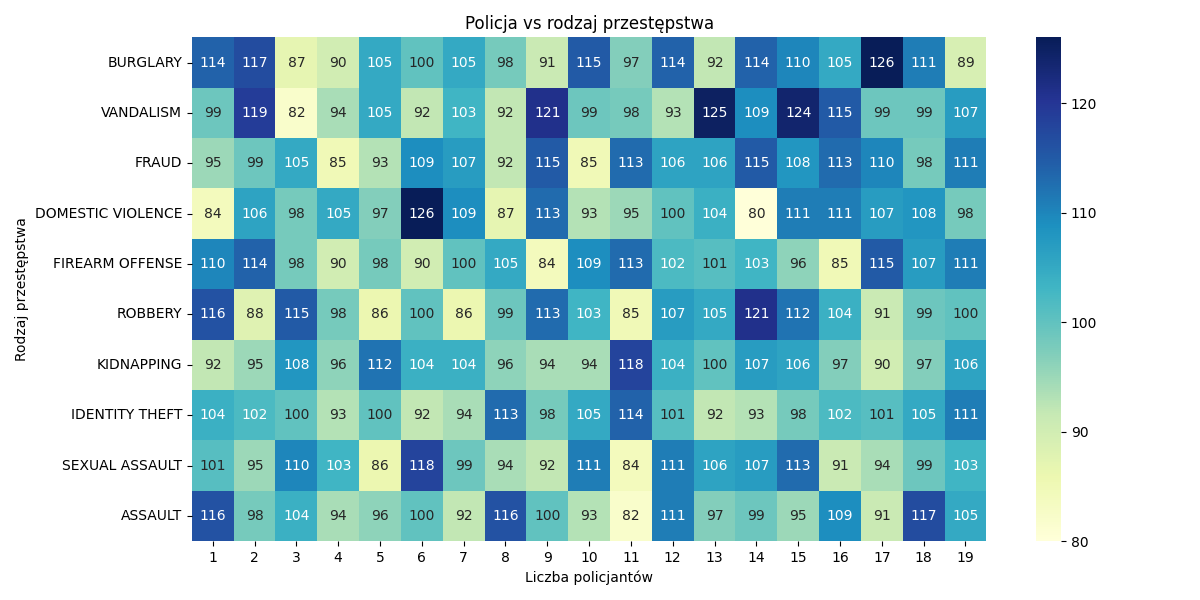 Policja vs rodzaj przestępstwa
Rodzaj przestępstwa
BURGLARY 114 117 87 90 105 100 105 98 91 115 97 114 92 114 110 105 126 111 89
VANDALISM 99 119 82 94 105 92 103 92 121 99 98 93 125 109 124 115 99 99 107
FRAUD 95 99 105 85 93 109 107 92 115 85 113 106 106 115 108 113 110 98 111
DOMESTIC VIOLENCE 84 106 98 105 97 126 109 87 113 93 95 100 104 80 111 111 107 108 98
FIREARM OFFENSE 110 114 98 90 98 90 100 105 84 109 113 102 101 103 96 85 115 107 111
ROBBERY 116 88 115 98 86 100 86 99 113 103 85 107 105 121 112 104 91 99 100
KIDNAPPING 92 95 108 96 112 104 104 96 94 94 118 104 100 107 106 97 90 97 106
IDENTITY THEFT 104 102 100 93 100 92 94 113 98 105 114 101 92 93 98 102 101 105 111
SEXUAL ASSAULT 101 95 110 103 86 118 99 94 92 111 84 111 106 107 113 91 94 99 103
ASSAULT 116 98 104 94 96 100 92 116 100 93 82 111 97 99 95 109 91 117 105
1 2 3 4 5 6 7 8 9 10 11 12 13 14 15 16 17 18 19
Liczba policjantów
120
110
100
90
80